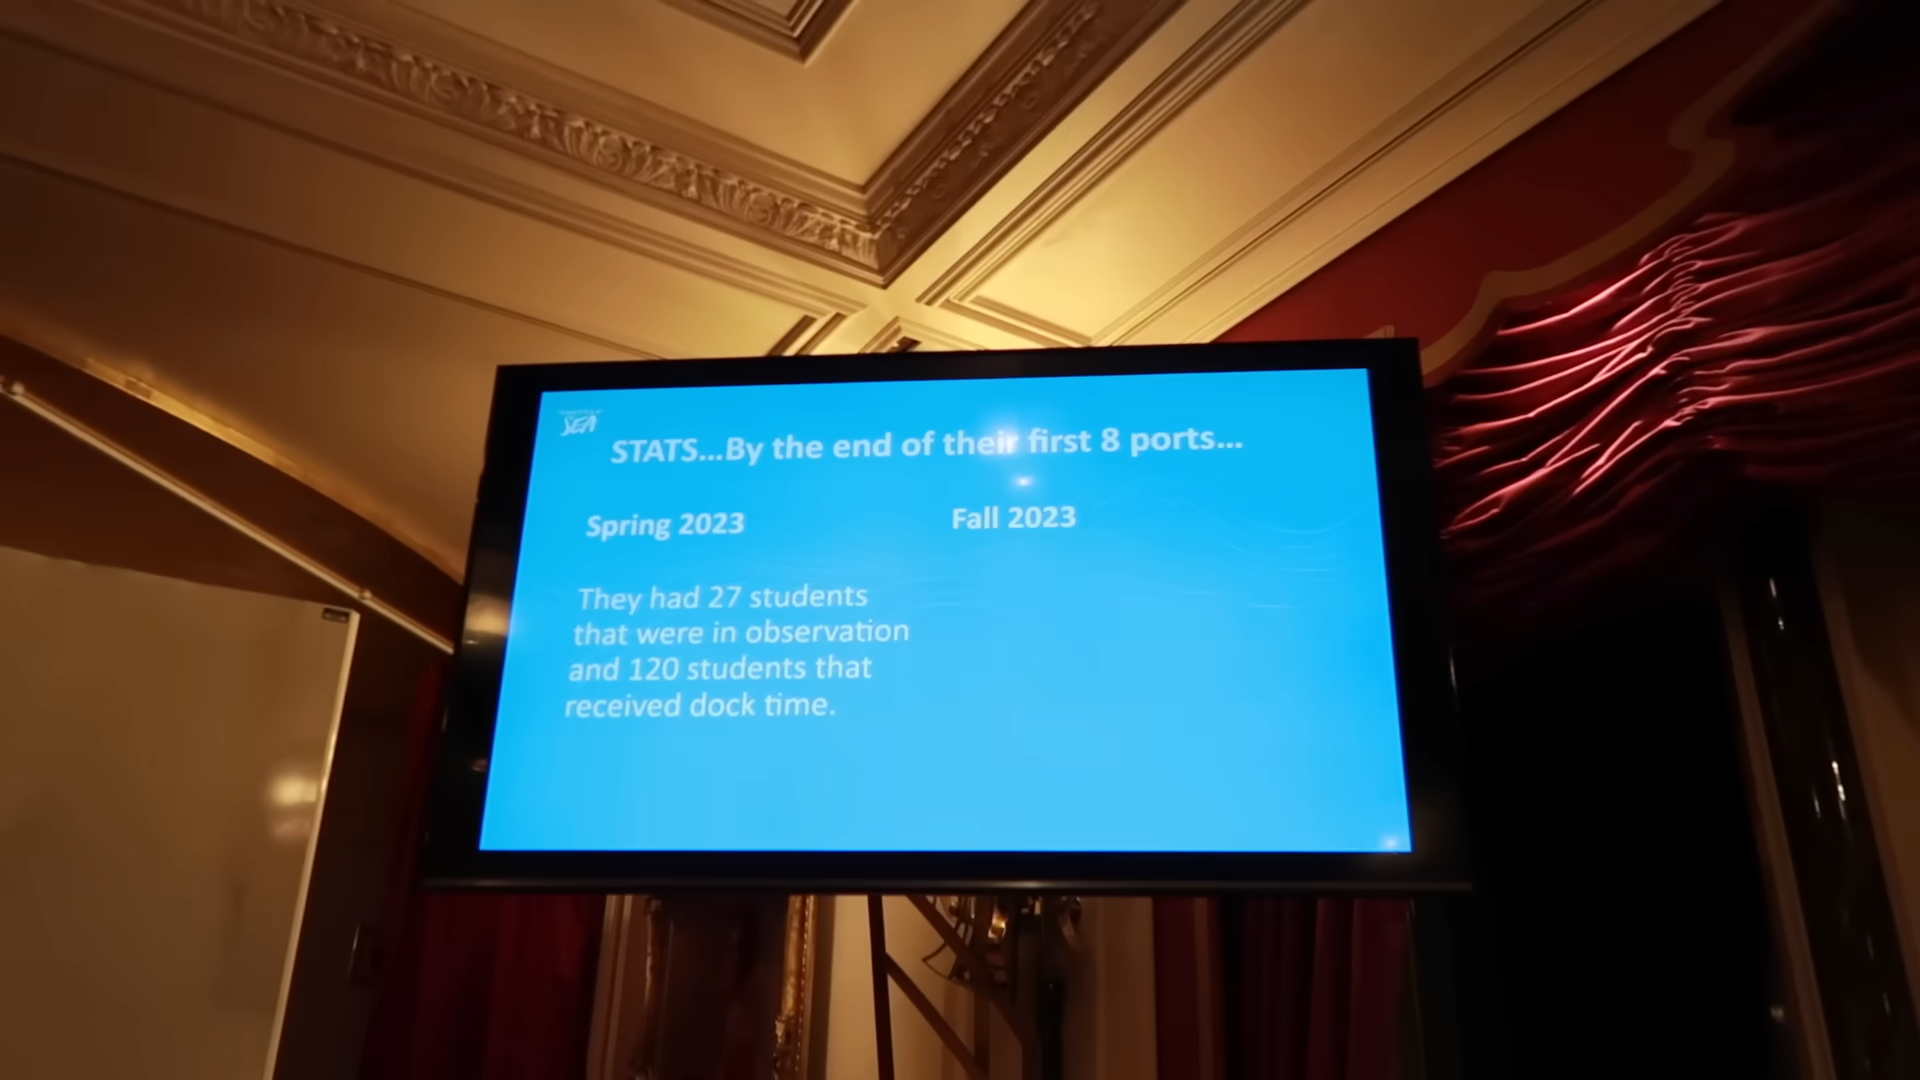 SEA
STATS...By the end of their first 8 ports...
Spring 2023
Fall 2023
They had 27 students
that were in observation
and 120 students that
received dock time.